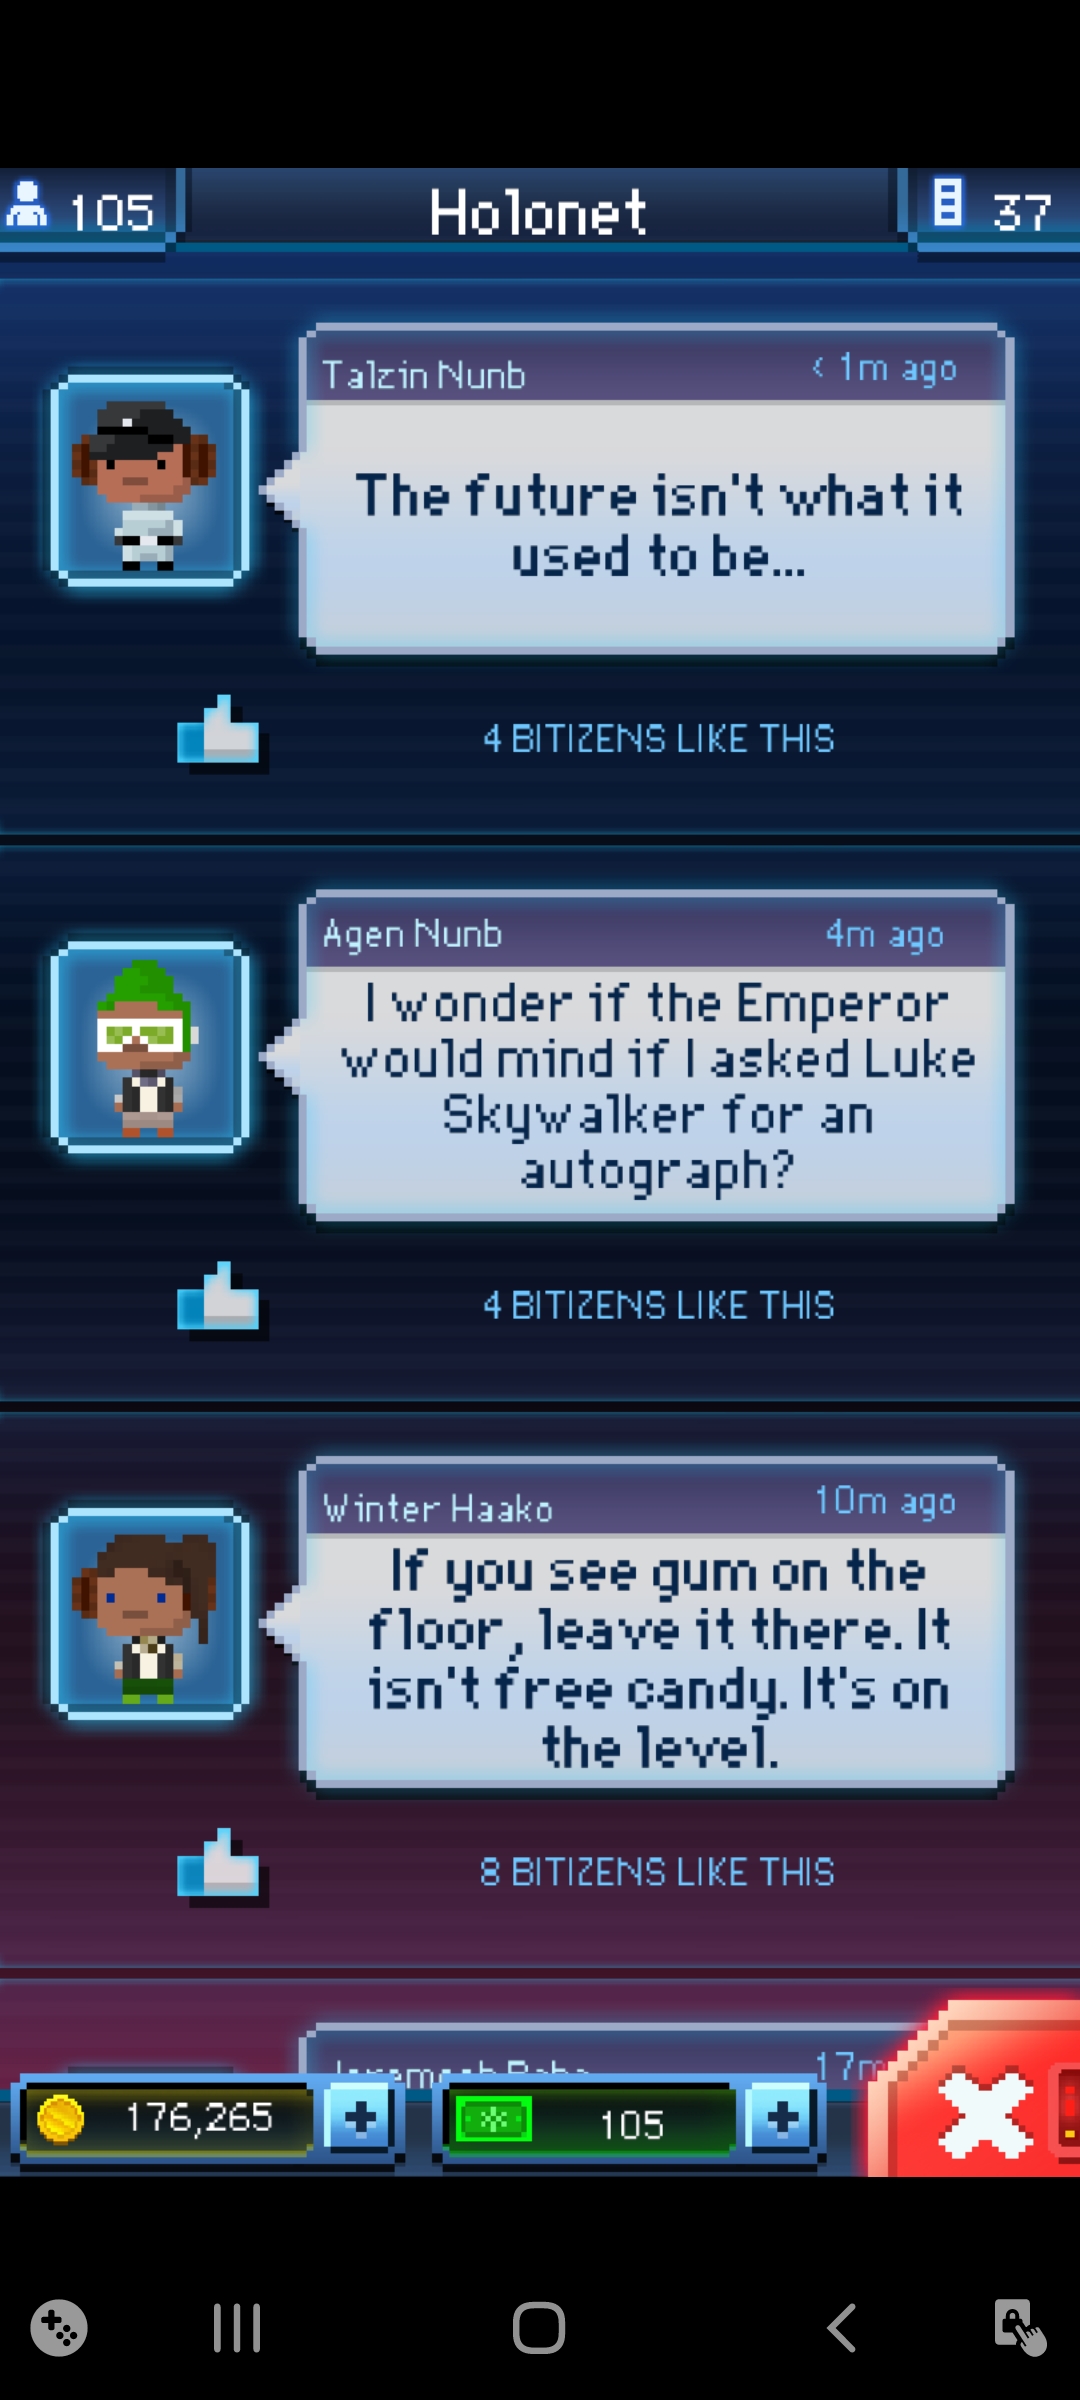 105
Holonet
37
Talzin Nunb
< 1m ago
The future isn't what it
used to be...
4 BITIZENS LIKE THIS
Agen Nunb
4m ago
I wonder if the Emperor
would mind if I asked Luke
Skywalker for an
autograph?
4 BITIZENS LIKE THIS
Winter Haako
10m ago
If you see gum on the
floor, leave it there. It
isn't free candy. It's on
the level.
8 BITIZENS LIKE THIS
17m
176,265
105